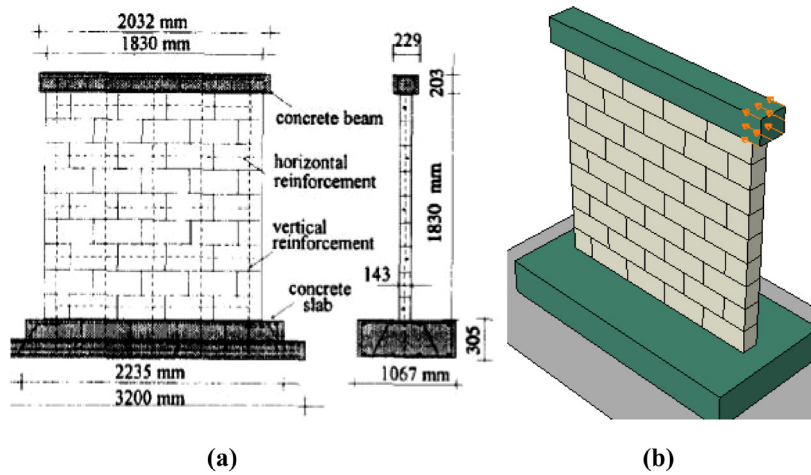 2032 mm
1830 mm
229
203
concrete beam
horizontal
reinforcement
1830 mm
vertical
reinforcement
143
concrete
slab
305
2235 mm
3200 mm
1067 mm
(a)
(b)